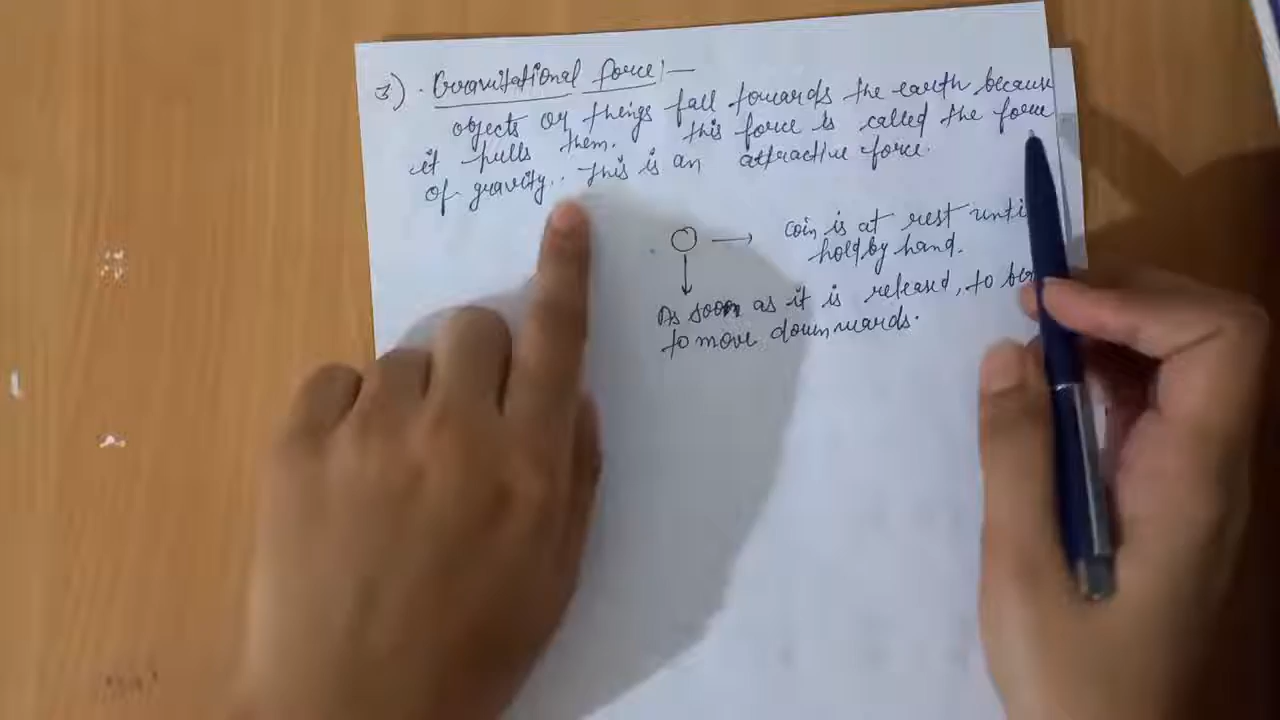 3). Gravitational force!—
objects or things fall towards the earth because
it pulls them. This force is called the force
of gravity.. This is an attractive force.
coin is at rest until
hold by hand.
As soon as it is released, to
to move downwards.